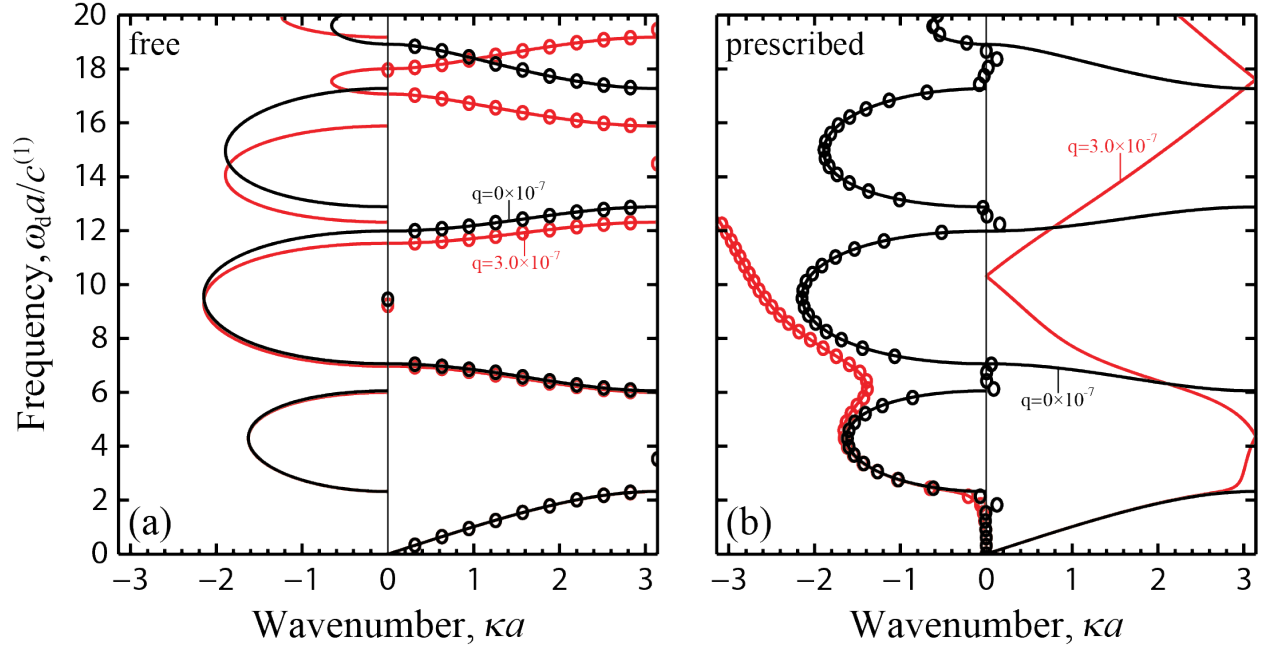 free
prescribed
20
18
16
14
12
10
8
6
4
2
0
Frequency, ω_d a/c^(1)
q=0×10^-7
q=3.0×10^-7
(a)
−3 −2 −1 0 1 2 3
Wavenumber, κa
q=3.0×10^-7
q=0×10^-7
(b)
−3 −2 −1 0 1 2 3
Wavenumber, κa